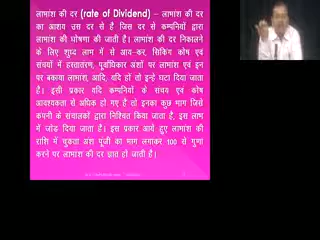 लाभांश की दर (rate of Dividend) – लाभांश की दर
का आशय उस दर से है जिस दर से कम्पनियों द्वारा
लाभांश की घोषणा की जाती है। लाभांश की दर निकालने
के लिए शुद्ध लाभ में से आय-कर, सिंकिंग कोष एवं
संचयों में हस्तांतरण, पूर्वाधिकार अंशों पर लाभांश एवं इन
पर बकाया लाभांश, आदि, यदि हों तो इन्हें घटा दिया जाता
है। इसी प्रकार यदि कम्पनियों के संचय एवं कोष
आवश्यकता से अधिक हो गए हैं तो इनका कुछ भाग जिसे
कंपनी के संचालकों द्वारा निश्चित किया जाता है, इस लाभ
में जोड़ दिया जाता है। इस प्रकार आये हुए लाभांश की
राशि में चुकता अंश पूंजी का भाग लगाकर 100 से गुणा
करने पर लाभांश की दर ज्ञात हो जाती है।